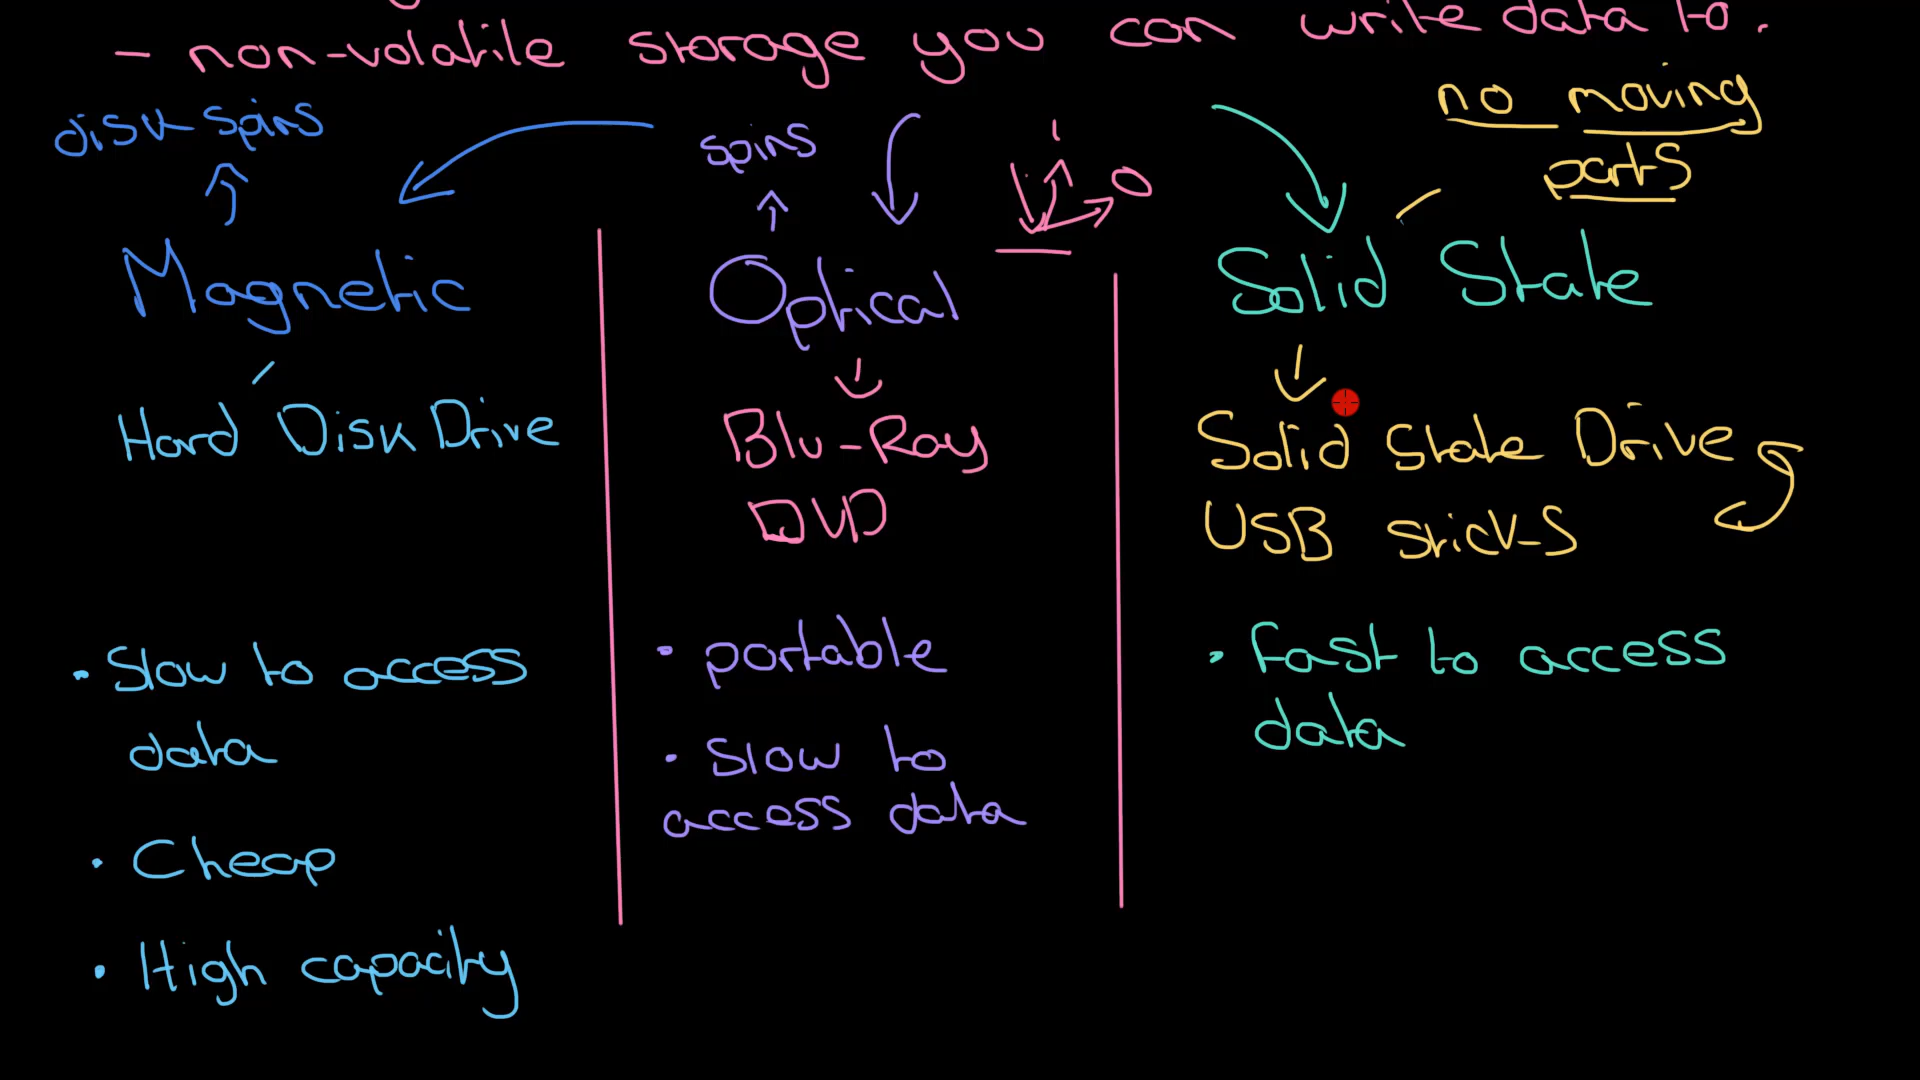 - non-volatile storage you can write data to.
disk spins
spins
1
0
no moving
parts
Magnetic
Optical
Solid State
Hard Disk Drive
Blu-Ray
DVD
Solid State Drive
USB sticks
• Slow to access
data
• Cheap
• High capacity
• portable
• Slow to
access data
• Fast to access
data